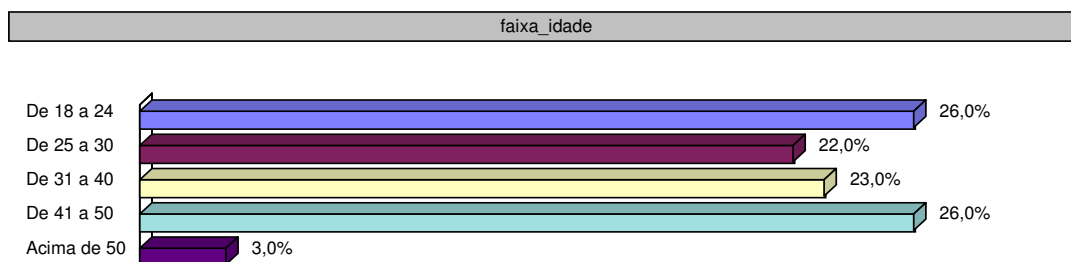 faixa_idade
De 18 a 24 26,0%
De 25 a 30 22,0%
De 31 a 40 23,0%
De 41 a 50 26,0%
Acima de 50 3,0%